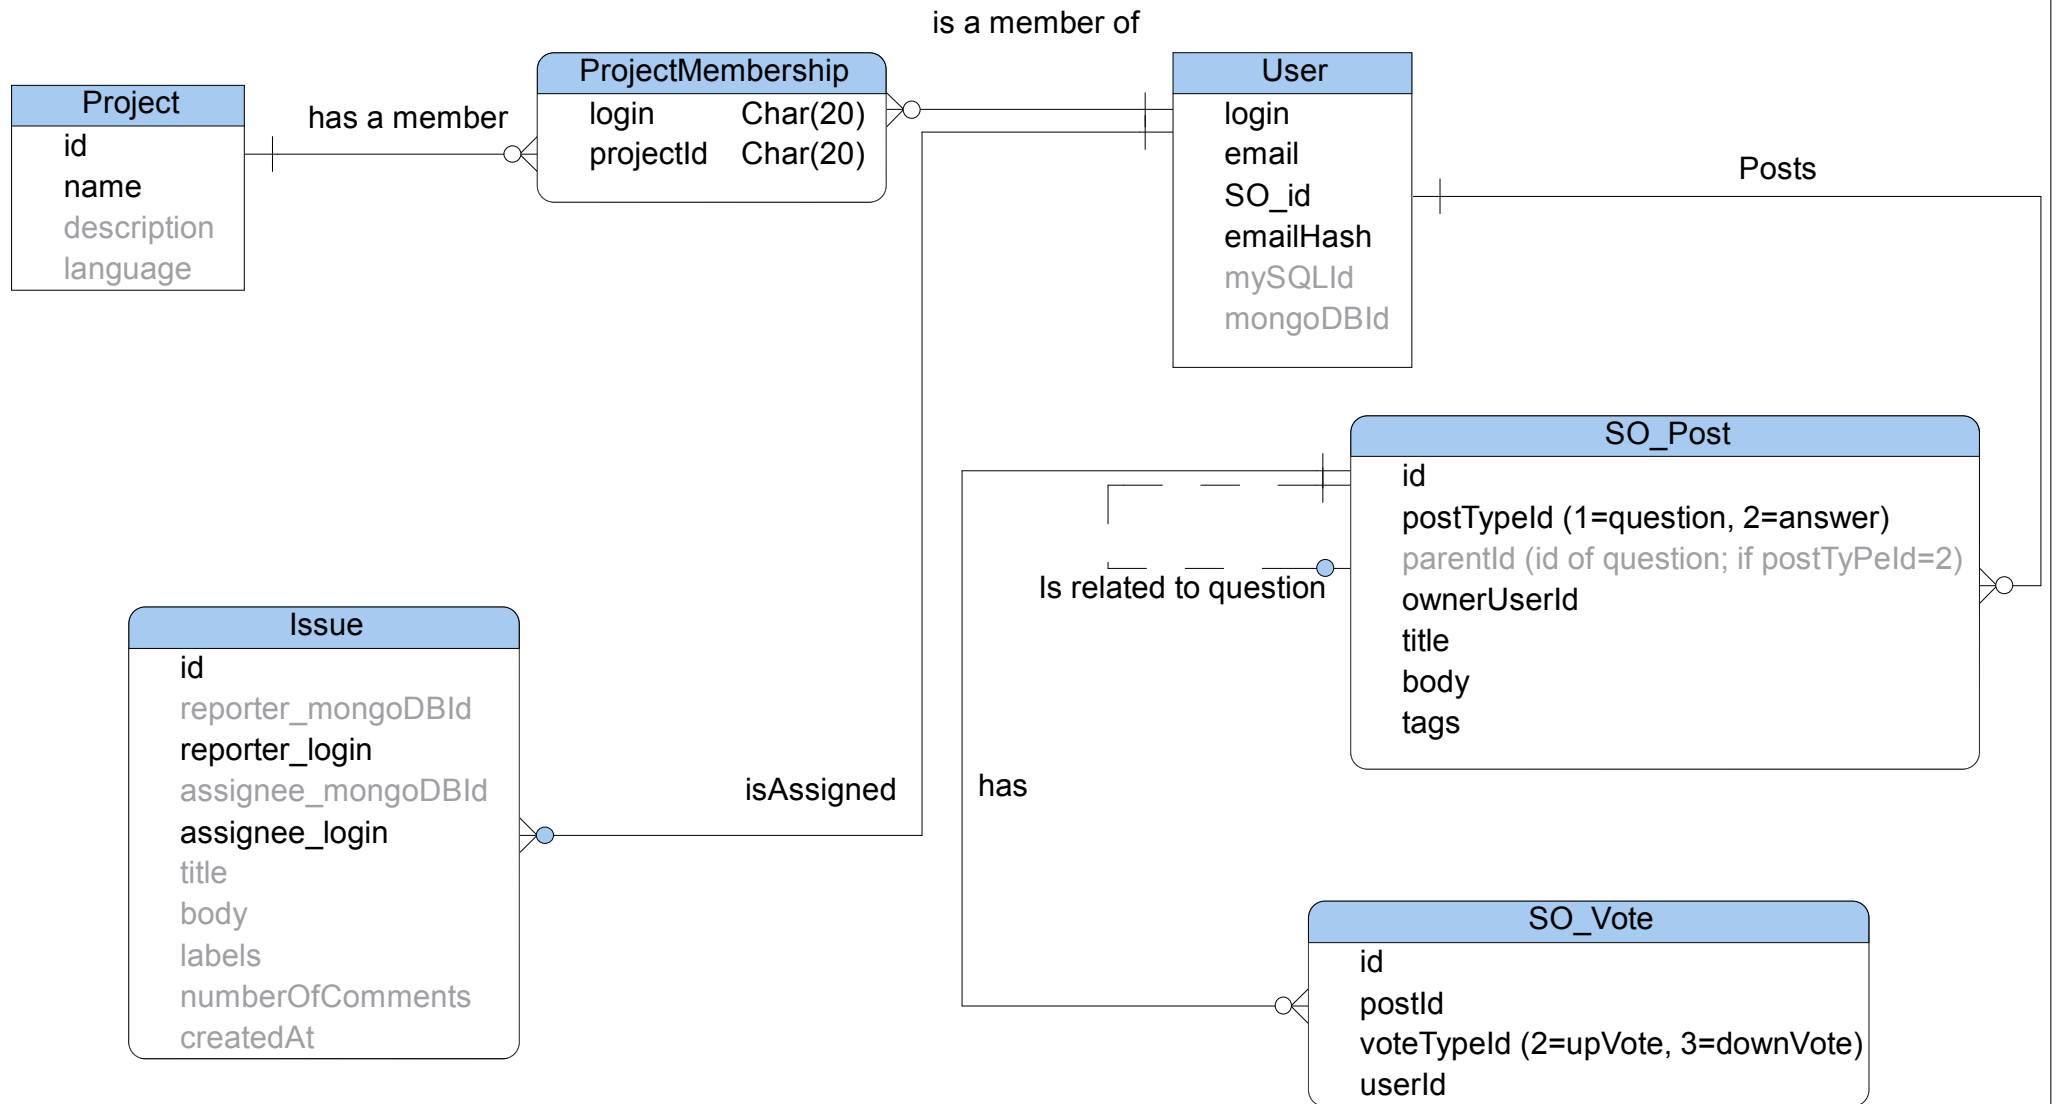 is a member of
Project
id
name
description
language
has a member
ProjectMembership
login Char(20)
projectId Char(20)
User
login
email
SO_id
emailHash
mySQLId
mongoDBId
Posts
SO_Post
id
postTypeId (1=question, 2=answer)
parentId (id of question; if postTyPeId=2)
ownerUserId
title
body
tags
Is related to question
Issue
id
reporter_mongoDBId
reporter_login
assignee_mongoDBId
assignee_login
title
body
labels
numberOfComments
createdAt
isAssigned
has
SO_Vote
id
postId
voteTypeId (2=upVote, 3=downVote)
userId